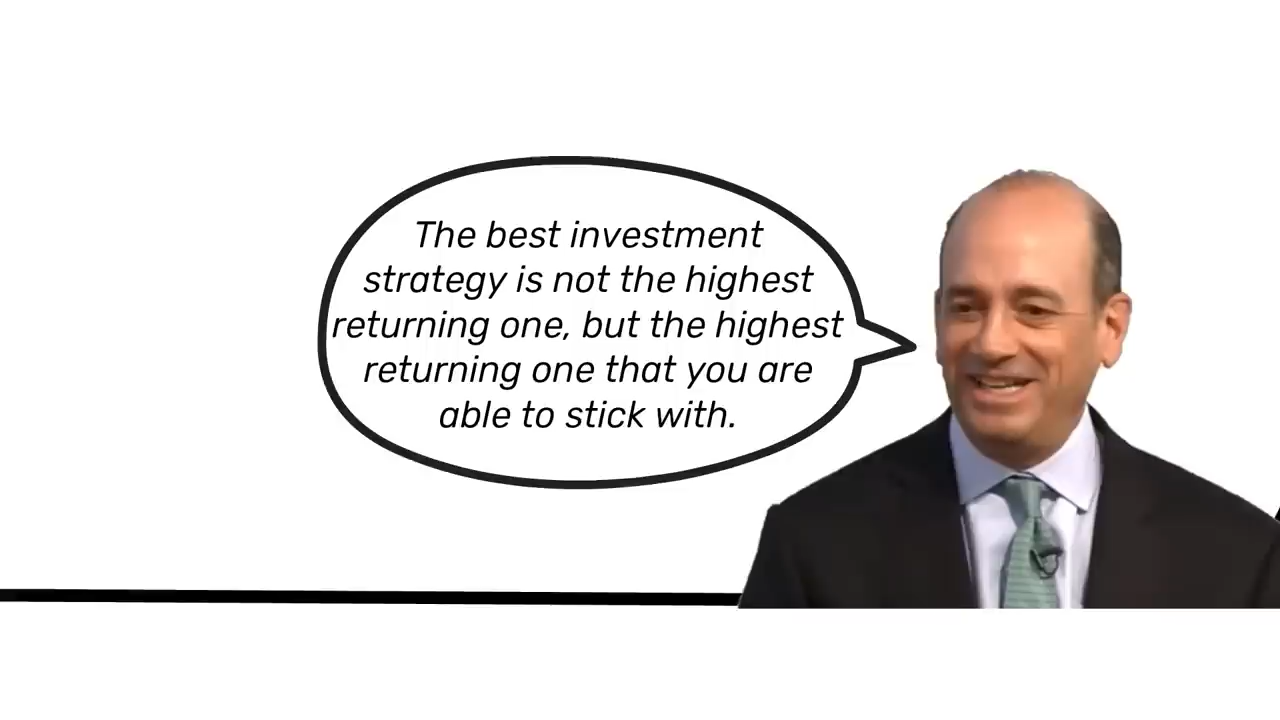 The best investment
strategy is not the highest
returning one, but the highest
returning one that you are
able to stick with.